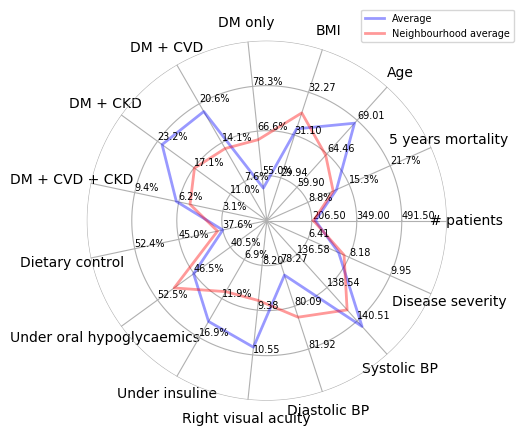 Average
Neighbourhood average
DM only
BMI
DM + CVD
Age
DM + CKD
5 years mortality
DM + CVD + CKD
# patients
Dietary control
Disease severity
Under oral hypoglycaemics
Systolic BP
Under insuline
Diastolic BP
Right visual acuity
206.50 349.00 491.50
8.8% 15.3% 21.7%
59.90 64.46 69.01
29.94 31.10 32.27
55.0% 66.6% 78.3%
7.6% 14.1% 20.6%
11.0% 17.1% 23.2%
3.1% 6.2% 9.4%
37.6% 45.0% 52.4%
40.5% 46.5% 52.5%
6.9% 11.9% 16.9%
8.20 9.38 10.55
78.27 80.09 81.92
136.58 138.54 140.51
6.41 8.18 9.95